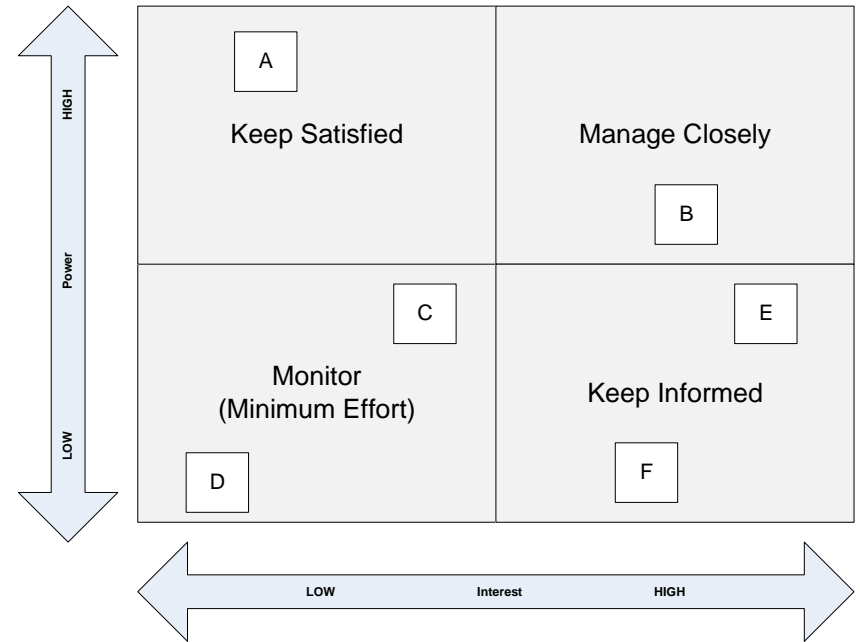 HIGH
Power
LOW
A
Keep Satisfied
Manage Closely
B
C
E
Monitor
(Minimum Effort)
Keep Informed
D
F
LOW
Interest
HIGH